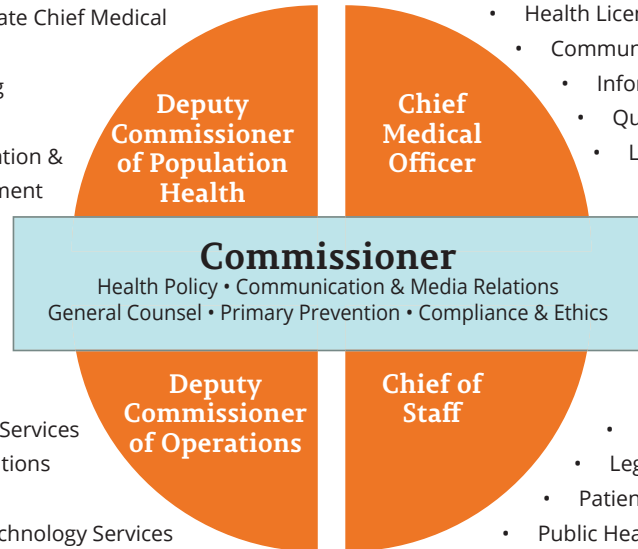 ate Chief Medical
g
tion &
ment
Deputy
Commissioner
of Population
Health
Chief
Medical
Officer
• Health Licen
• Commun
• Infor
• Qu
• L
Commissioner
Health Policy • Communication & Media Relations
General Counsel • Primary Prevention • Compliance & Ethics
Deputy
Commissioner
of Operations
Chief of
Staff
Services
tions
chnology Services
•
• Leg
• Patien
• Public Hea